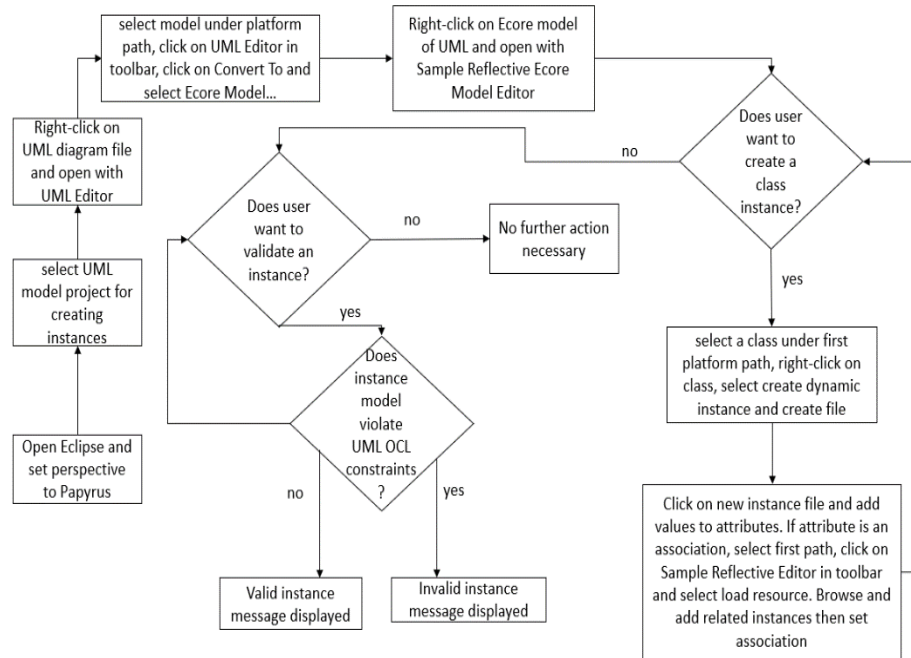 select model under platform
path, click on UML Editor in
toolbar, click on Convert To and
select Ecore Model...
Right-click on Ecore model
of UML and open with
Sample Reflective Ecore
Model Editor
Right-click on
UML diagram file
and open with
UML Editor
Does user
want to
create a
class
instance?
no
Does user
want to
validate an
instance?
no
No further action
necessary
select UML
model project for
creating
instances
yes
yes
select a class under first
platform path, right-click on
class, select create dynamic
instance and create file
Does
instance
model
violate
UML OCL
constraints
?
Open Eclipse and
set perspective
to Papyrus
no
yes
Click on new instance file and add
values to attributes. If attribute is an
association, select first path, click on
Sample Reflective Editor in toolbar
and select load resource. Browse and
add related instances then set
association
Valid instance
message displayed
Invalid instance
message displayed